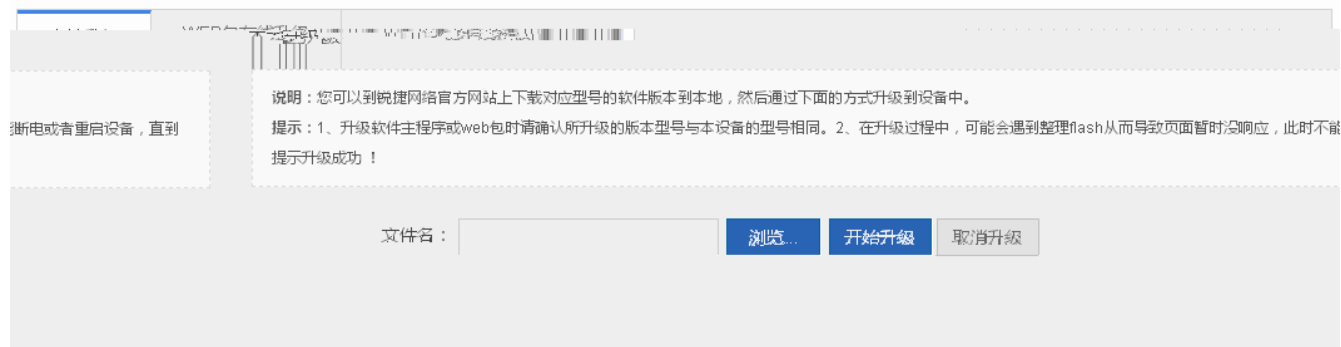 说明：您可以到锐捷网络官方网站上下载对应型号的软件版本到本地，然后通过下面的方式升级到设备中。
断电或者重启设备，直到
提示：1、升级软件主程序或web包时请确认所升级的版本型号与本设备的型号相同。2、在升级过程中，可能会遇到整理flash从而导致页面暂时没响应，此时不能
提示升级成功！
文件名：
浏览... 开始升级 取消升级